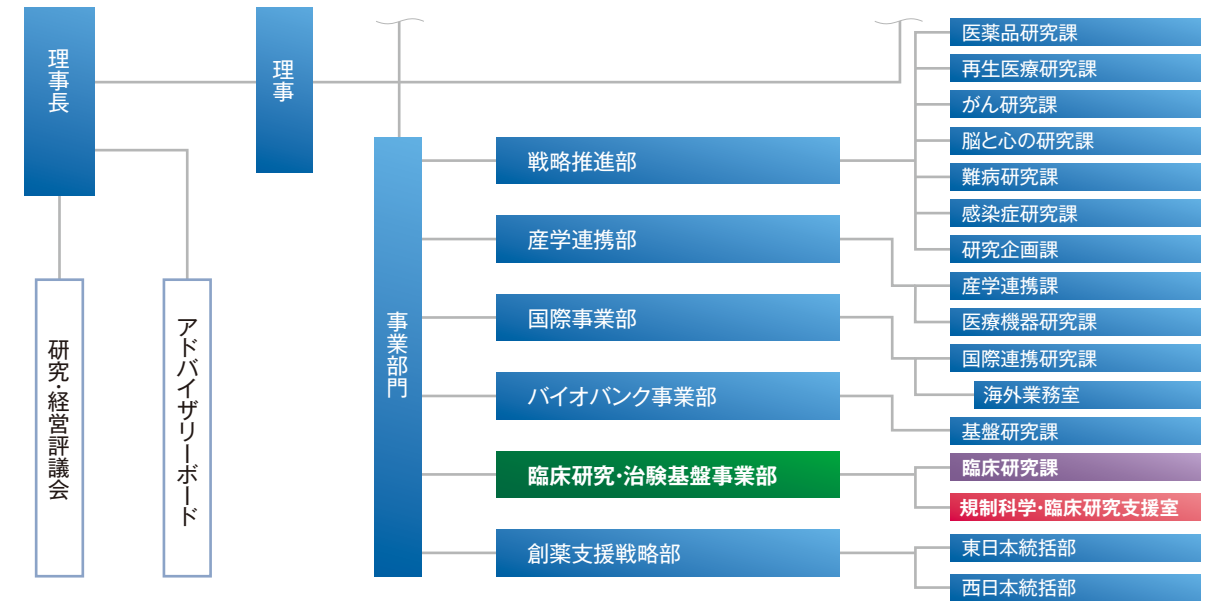 理事長
理事
研究・経営評議会
アドバイザリーボード
事業部門
戦略推進部
医薬品研究課
再生医療研究課
がん研究課
脳と心の研究課
難病研究課
感染症研究課
研究企画課
産学連携部
産学連携課
医療機器研究課
国際事業部
国際連携研究課
海外業務室
バイオバンク事業部
基盤研究課
臨床研究・治験基盤事業部
臨床研究課
規制科学・臨床研究支援室
創薬支援戦略部
東日本統括部
西日本統括部